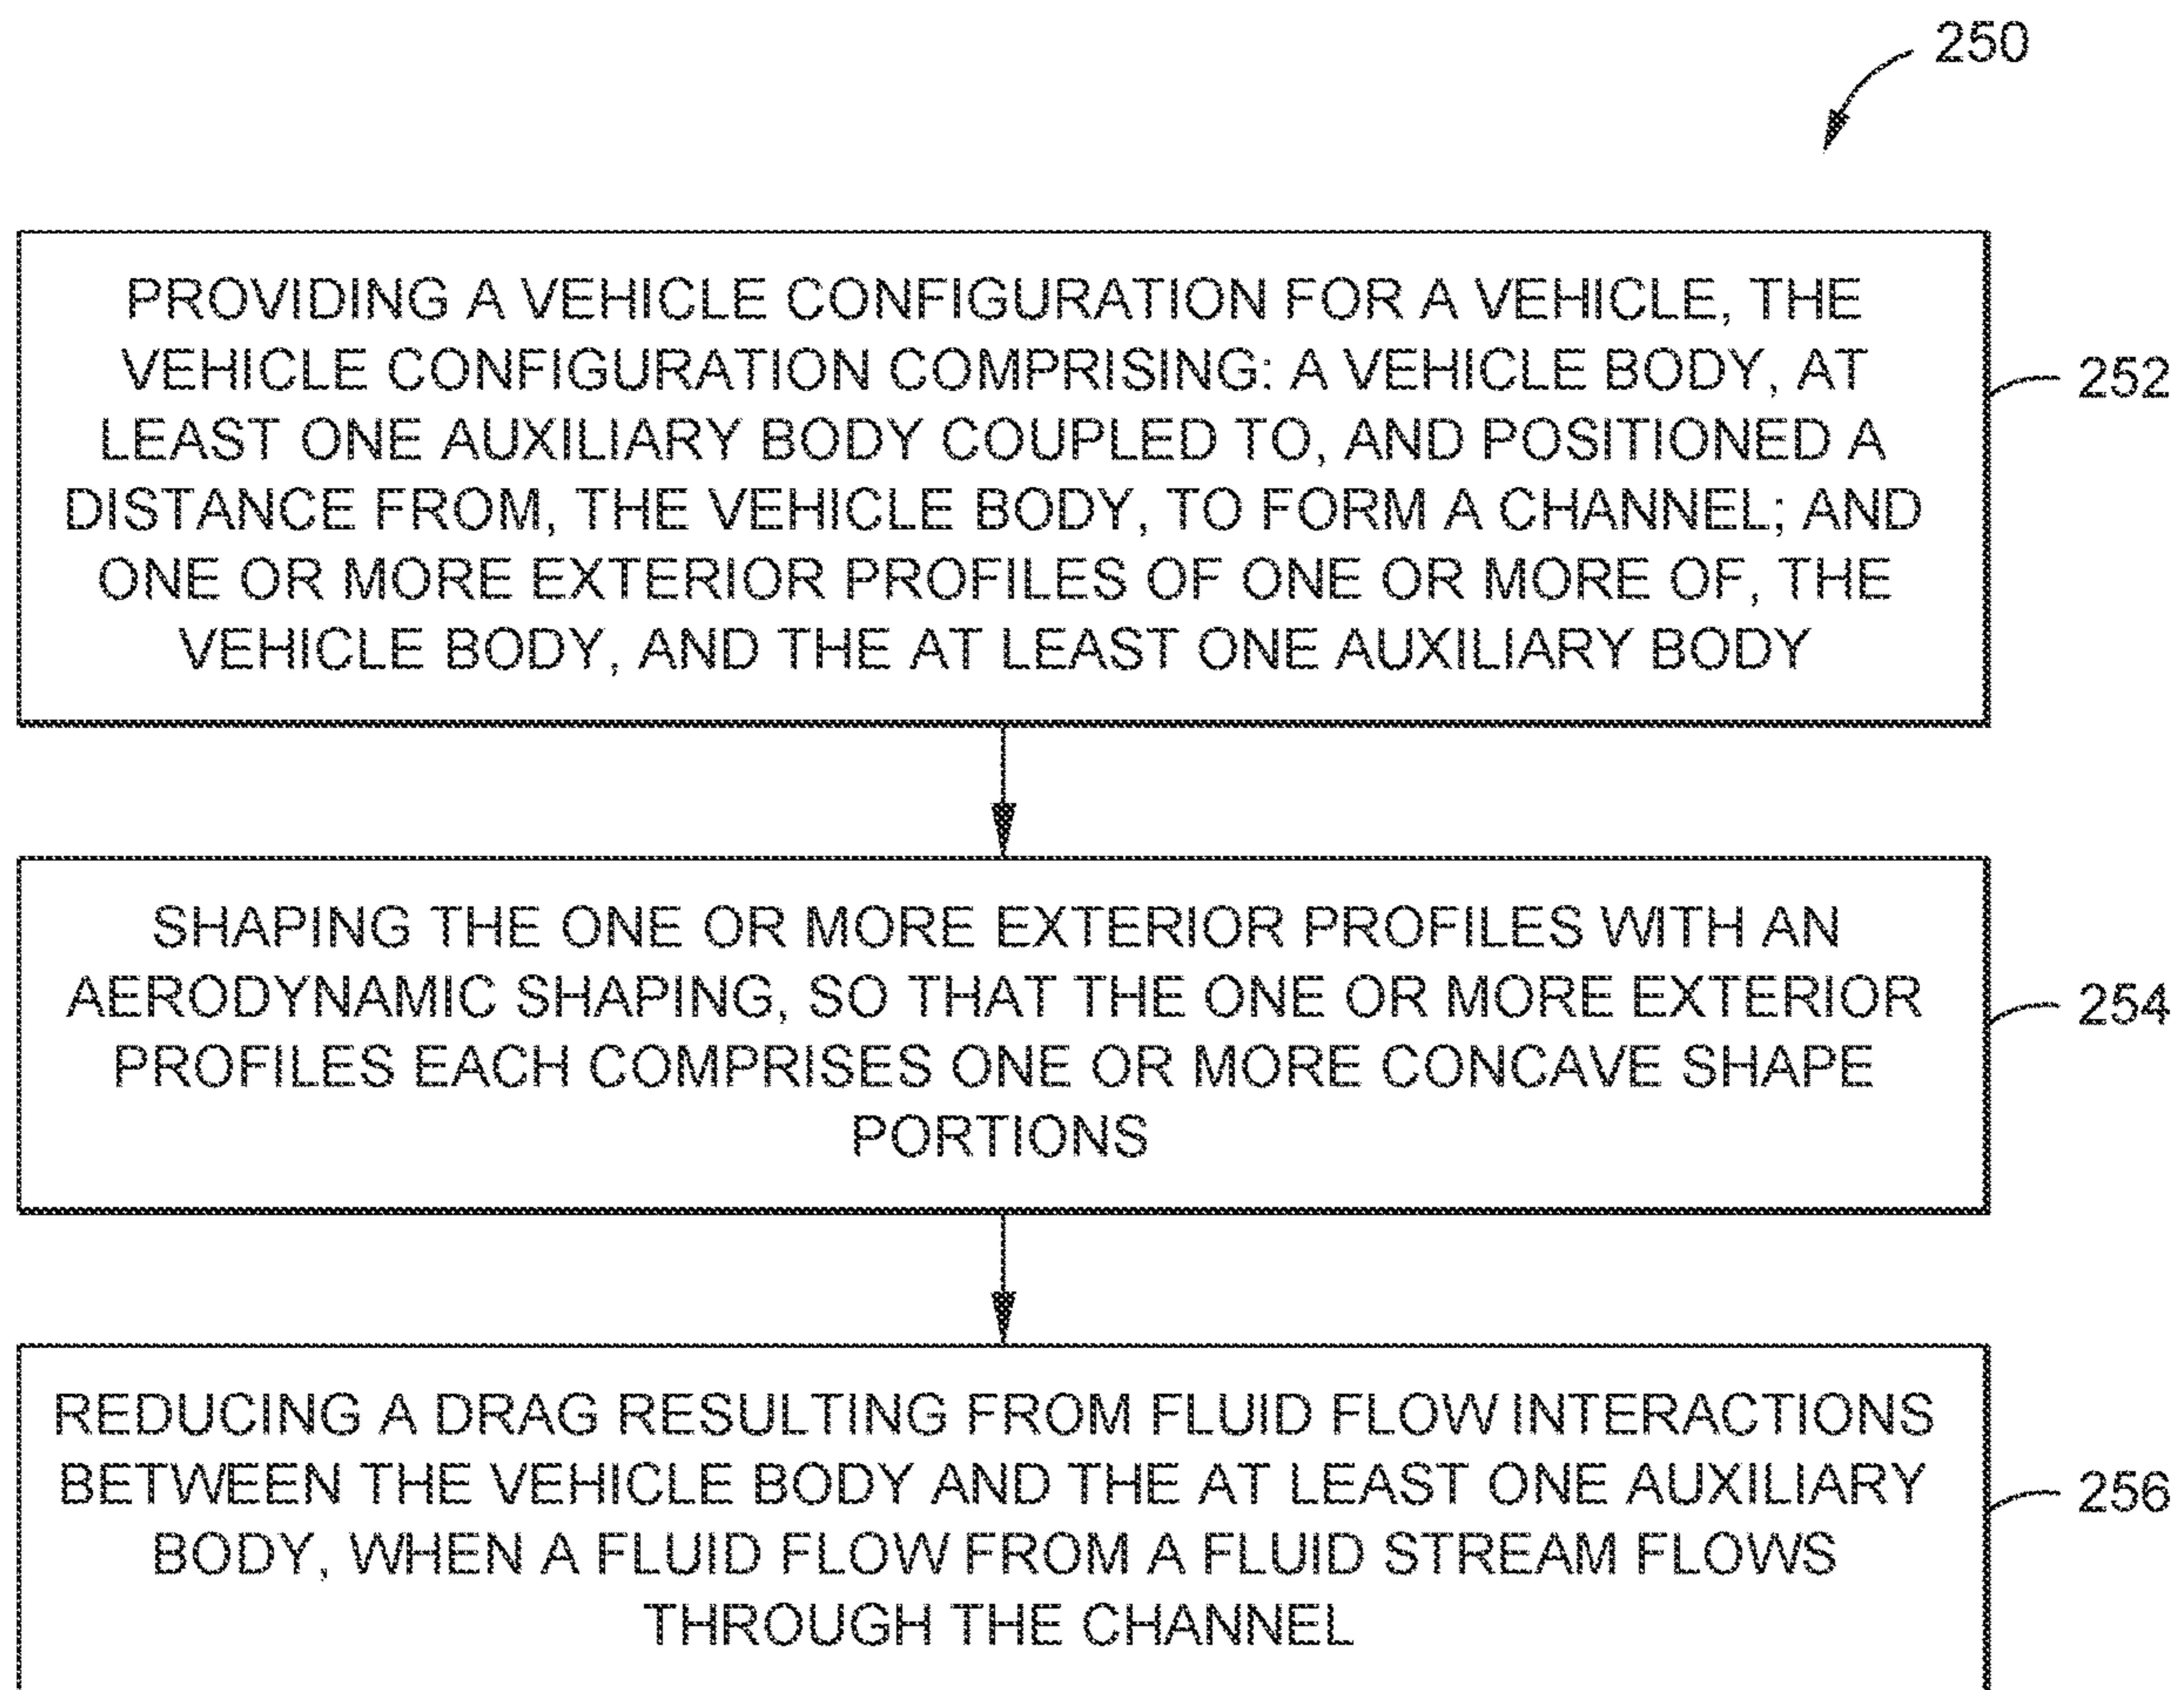 250
PROVIDING A VEHICLE CONFIGURATION FOR A VEHICLE, THE
VEHICLE CONFIGURATION COMPRISING: A VEHICLE BODY, AT
LEAST ONE AUXILIARY BODY COUPLED TO, AND POSITIONED A
DISTANCE FROM, THE VEHICLE BODY, TO FORM A CHANNEL; AND
ONE OR MORE EXTERIOR PROFILES OF ONE OR MORE OF, THE
VEHICLE BODY, AND THE AT LEAST ONE AUXILIARY BODY
252
SHAPING THE ONE OR MORE EXTERIOR PROFILES WITH AN
AERODYNAMIC SHAPING, SO THAT THE ONE OR MORE EXTERIOR
PROFILES EACH COMPRISES ONE OR MORE CONCAVE SHAPE
PORTIONS
254
REDUCING A DRAG RESULTING FROM FLUID FLOW INTERACTIONS
BETWEEN THE VEHICLE BODY AND THE AT LEAST ONE AUXILIARY
BODY, WHEN A FLUID FLOW FROM A FLUID STREAM FLOWS
THROUGH THE CHANNEL
256